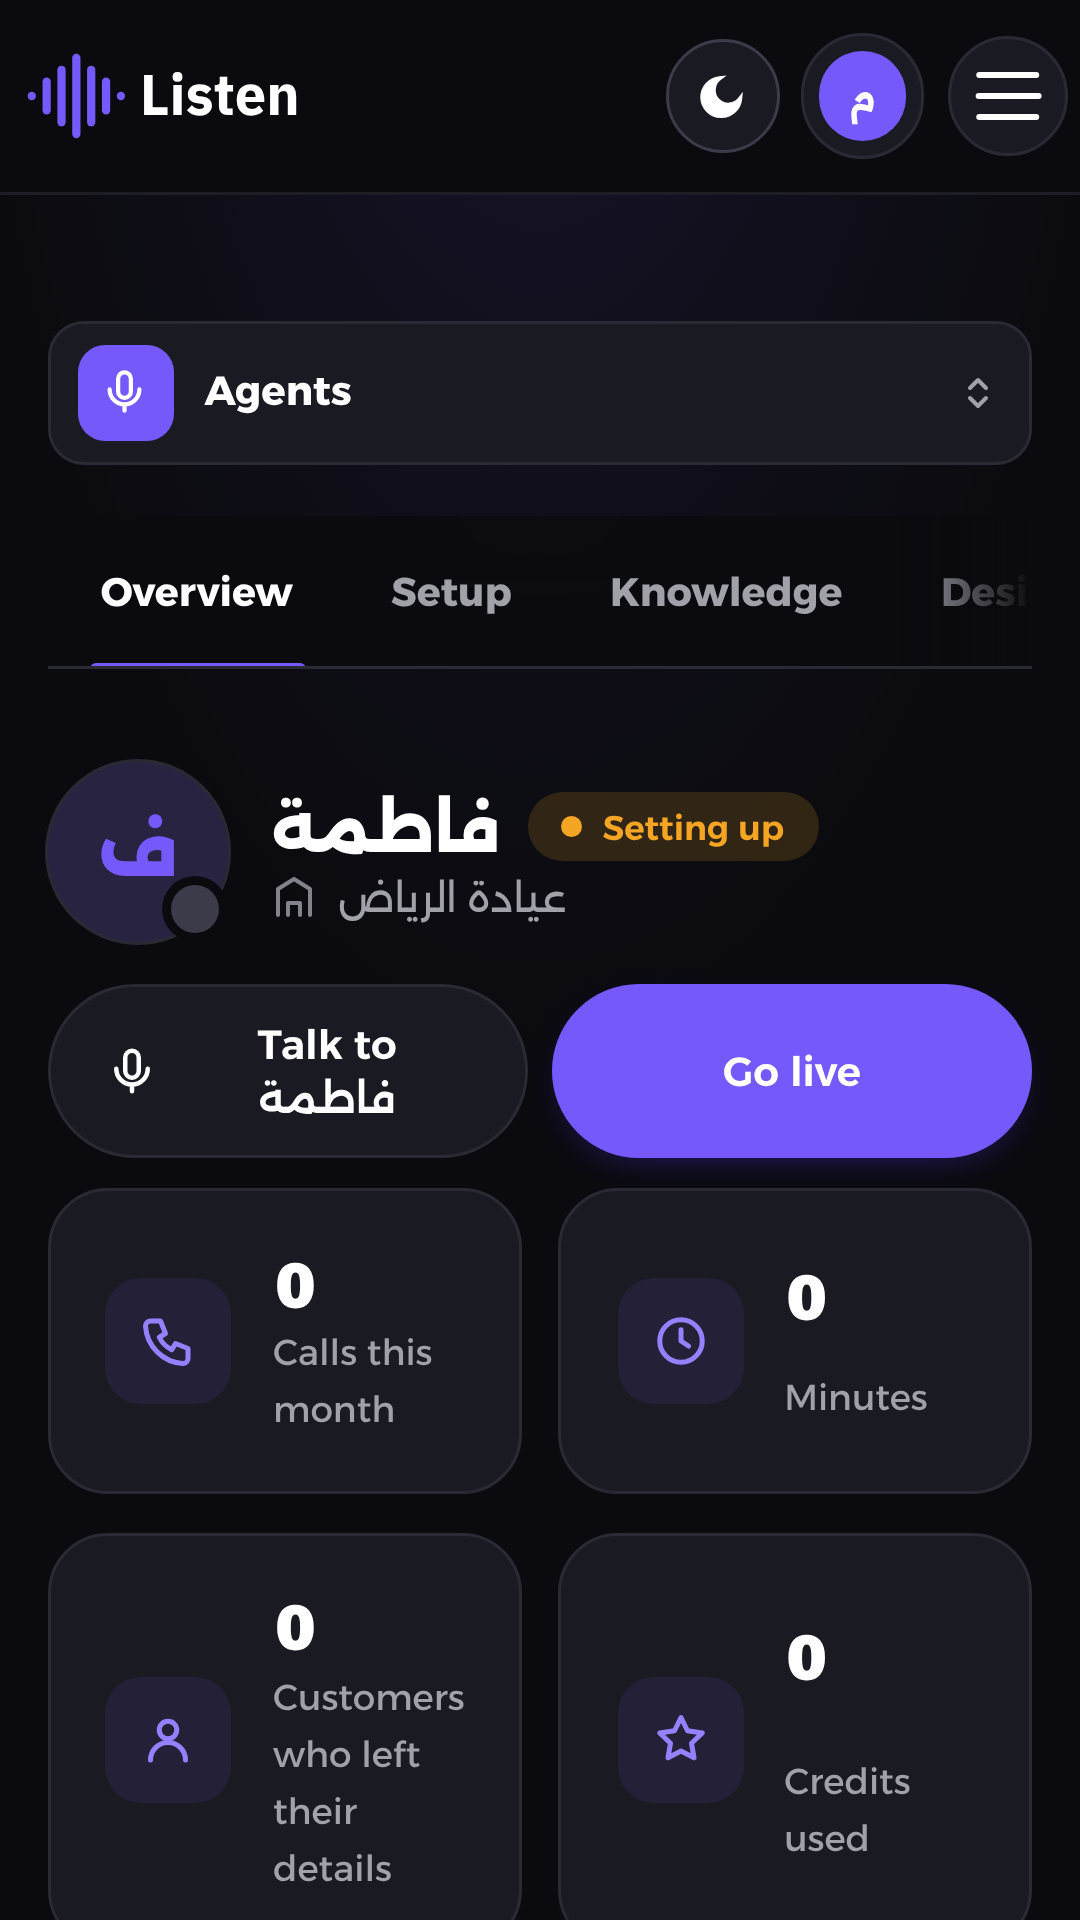 Listen
م
Agents
Overview
Setup
Knowledge
Desi
ف
فاطمة
Setting up
عيادة الرياض
Talk to
فاطمة
Go live
0
Calls this
month
0
Minutes
0
Customers
who left
their
details
0
Credits
used